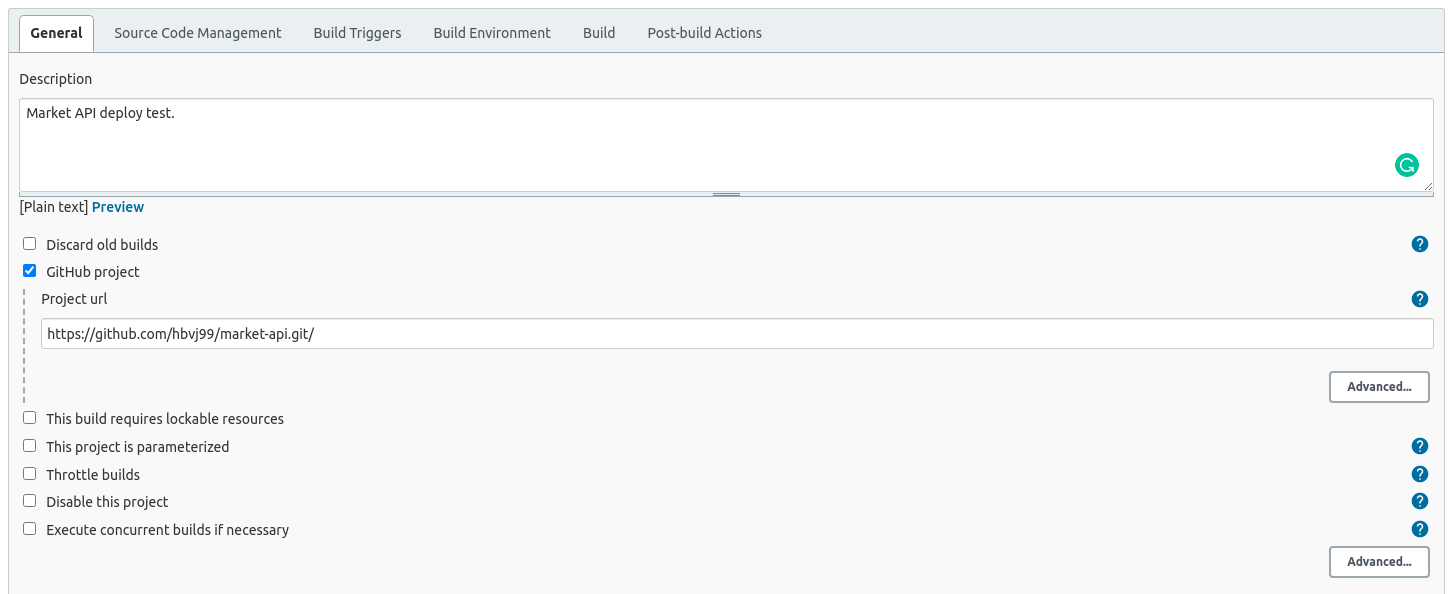 General Source Code Management Build Triggers Build Environment Build Post-build Actions
Description
Market API deploy test.
[Plain text] Preview
Discard old builds
GitHub project
Project url
https://github.com/hbvj99/market-api.git/
Advanced...
This build requires lockable resources
This project is parameterized
Throttle builds
Disable this project
Execute concurrent builds if necessary
Advanced...